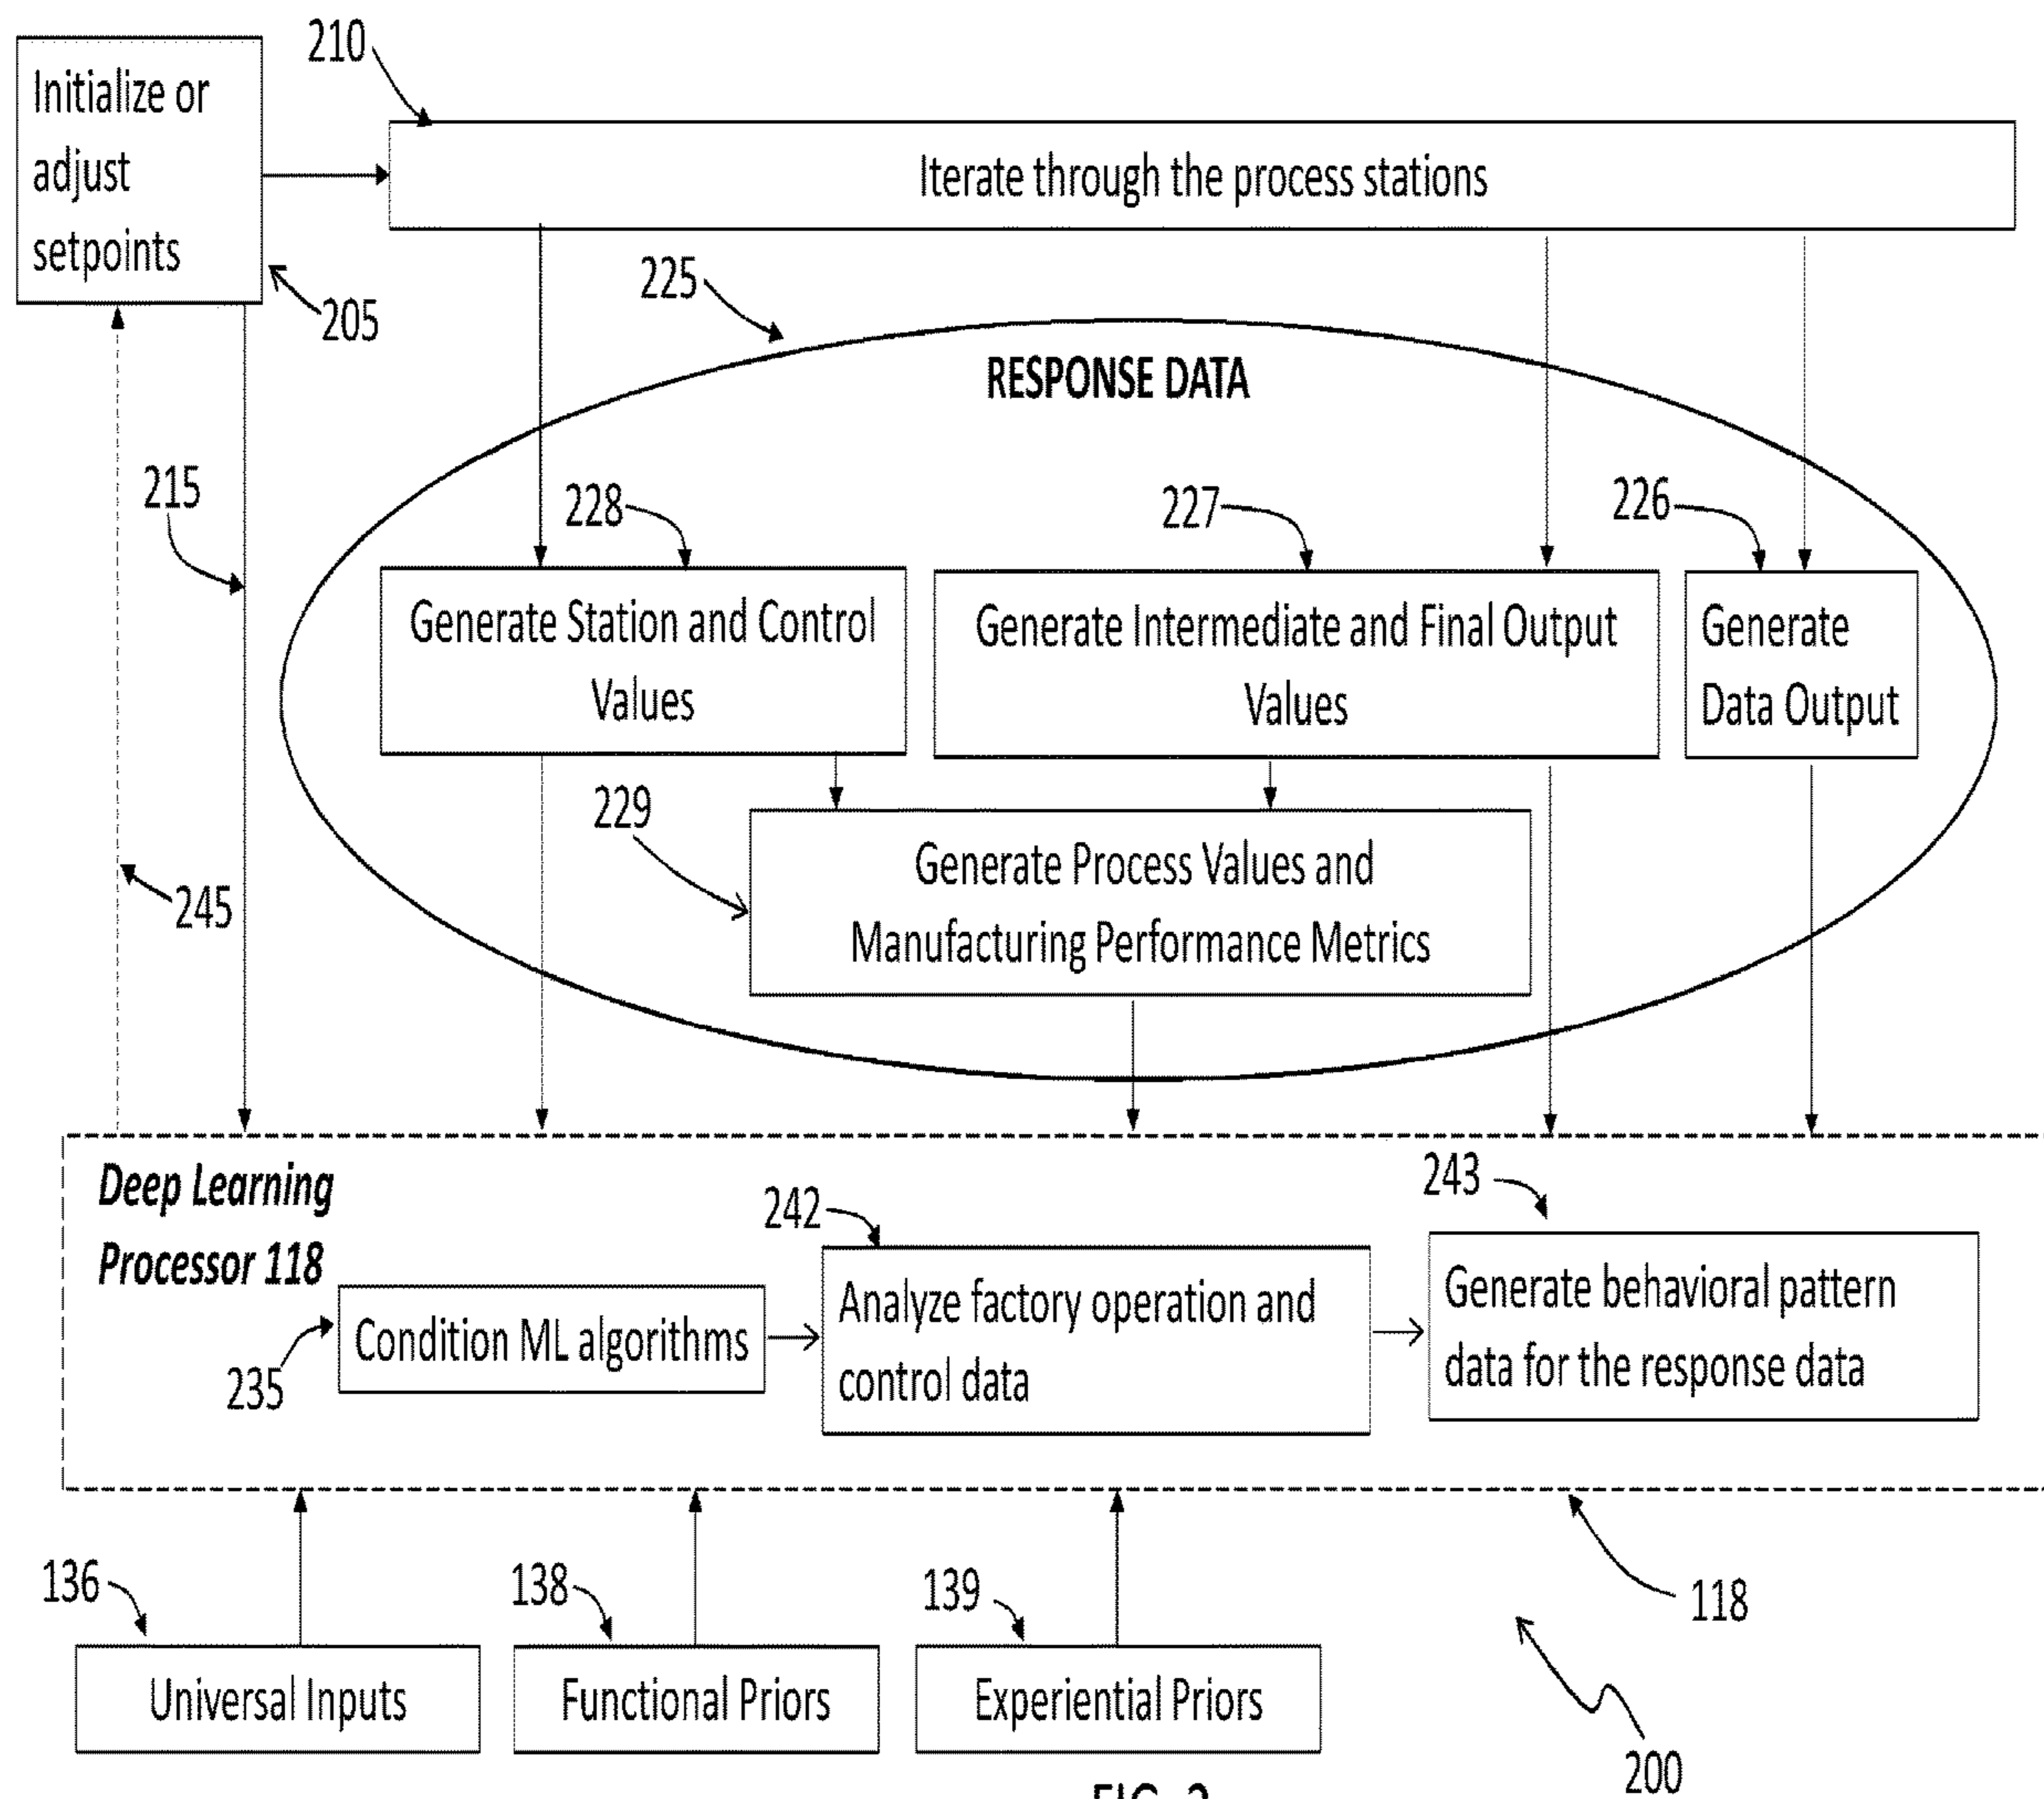 210
Initialize or
adjust
setpoints
Iterate through the process stations
205
225
RESPONSE DATA
215
228
227
226
Generate Station and Control
Values
Generate Intermediate and Final Output
Values
Generate
Data Output
229
245
Generate Process Values and
Manufacturing Performance Metrics
Deep Learning
Processor 118
242
243
235
Condition ML algorithms
Analyze factory operation and
control data
Generate behavioral pattern
data for the response data
136
138
139
118
Universal Inputs
Functional Priors
Experiential Priors
200